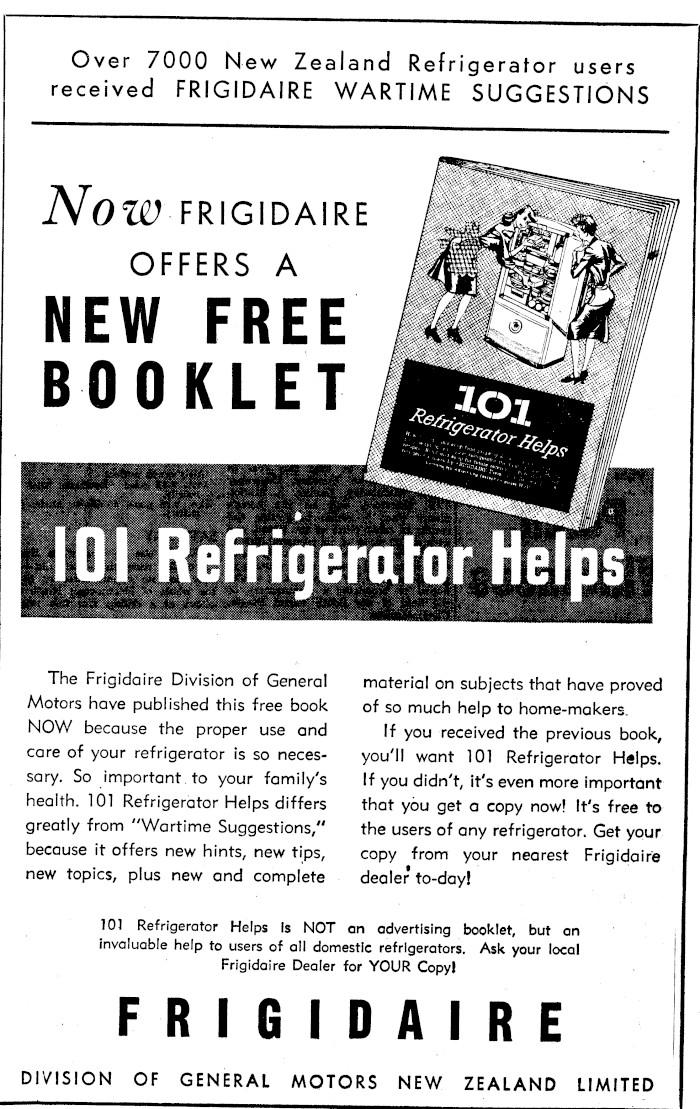 Over 7000 New Zealand Refrigerator users
received FRIGIDAIRE WARTIME SUGGESTIONS
Now FRIGIDAIRE
OFFERS A
NEW FREE
BOOKLET
101
Refrigerator Helps
101 Refrigerator Helps
The Frigidaire Division of General
Motors have published this free book
NOW because the proper use and
care of your refrigerator is so neces-
sary. So important to your family's
health. 101 Refrigerator Helps differs
greatly from "Wartime Suggestions,"
because it offers new hints, new tips,
new topics, plus new and complete
material on subjects that have proved
of so much help to home-makers.
If you received the previous book,
you'll want 101 Refrigerator Helps.
If you didn't, it's even more important
that you get a copy now! It's free to
the users of any refrigerator. Get your
copy from your nearest Frigidaire
dealer to-day!
101 Refrigerator Helps is NOT an advertising booklet, but an
invaluable help to users of all domestic refrigerators. Ask your local
Frigidaire Dealer for YOUR Copy!
FRIGIDAIRE
DIVISION OF GENERAL MOTORS NEW ZEALAND LIMITED